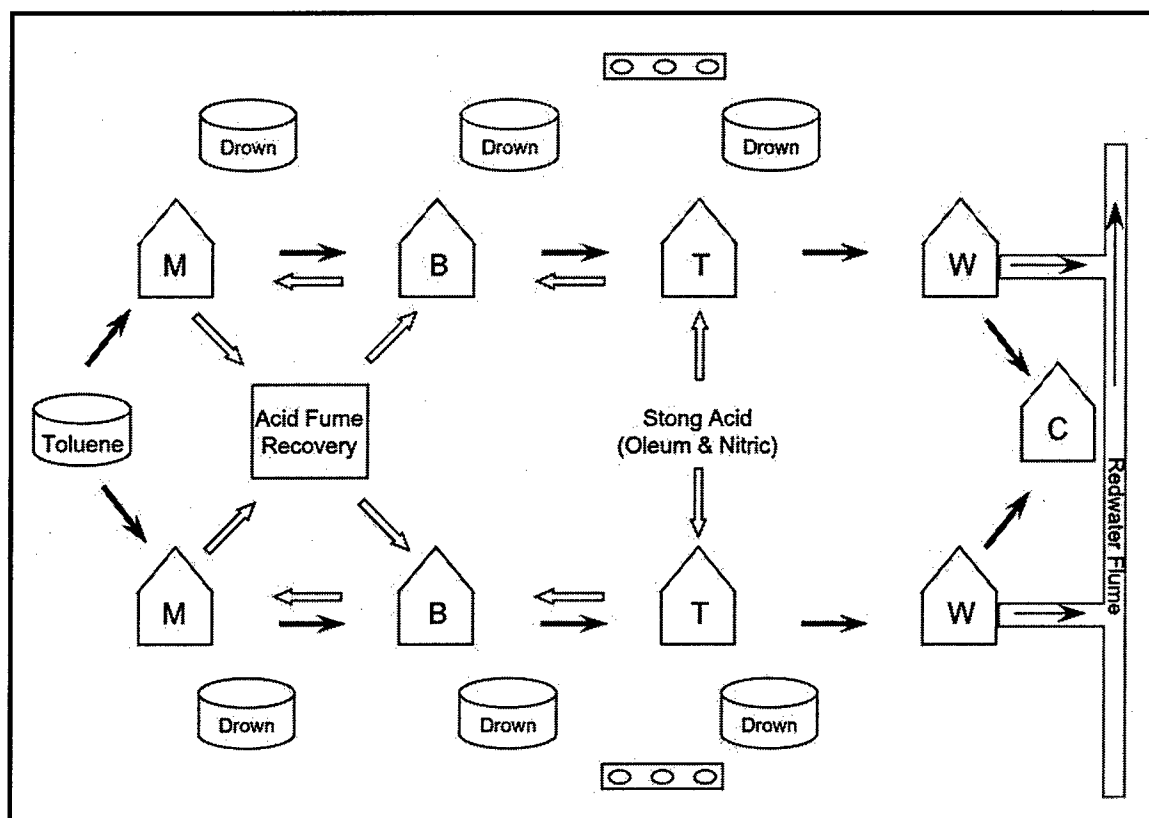 Drown
Drown
Drown
M
B
T
W
Toluene
Acid Fume
Recovery
Stong Acid
(Oleum & Nitric)
C
Redwater Flume
M
B
T
W
Drown
Drown
Drown